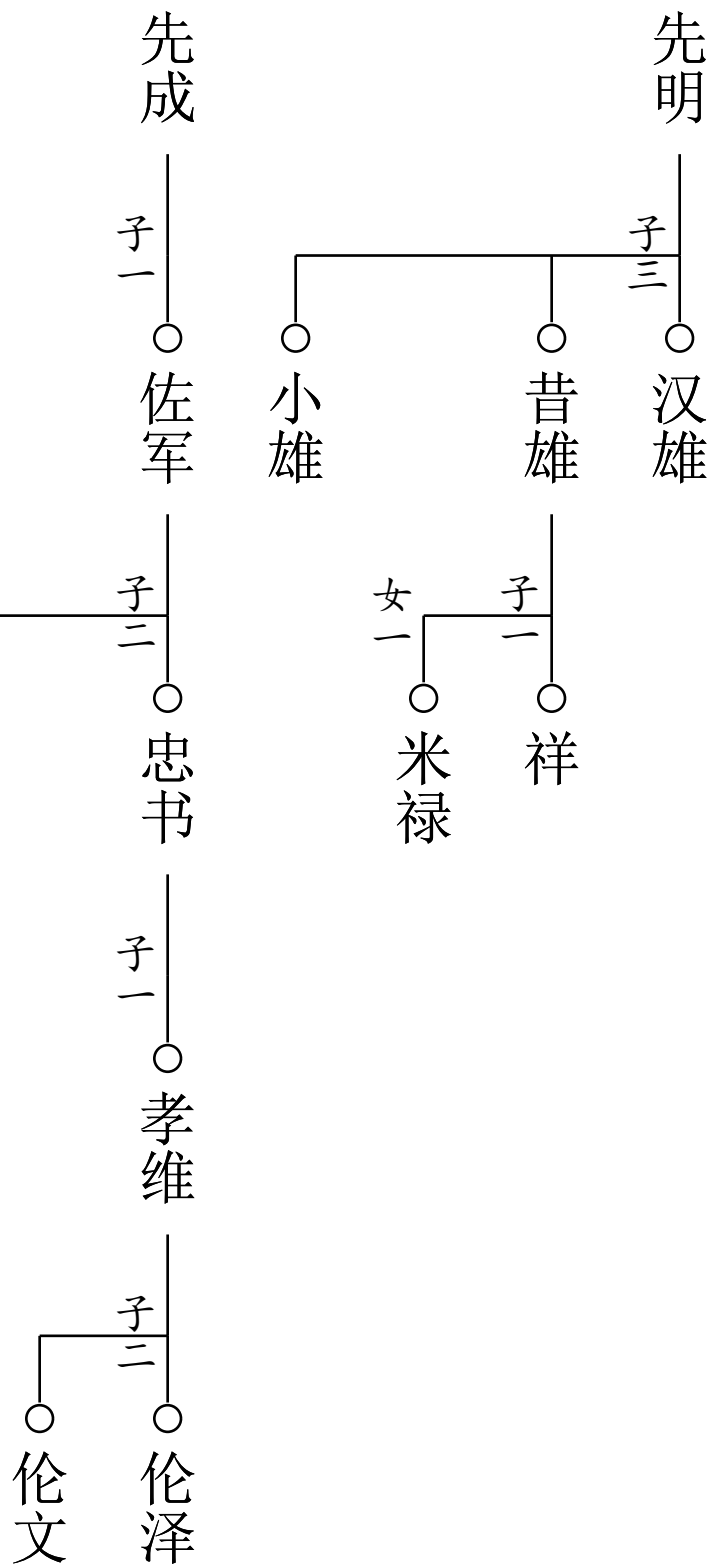 先明
子三
汉雄
昔雄
小雄
子一
女一
祥
米禄
先成
子一
佐军
子二
忠书
子一
孝维
子二
伦泽
伦文